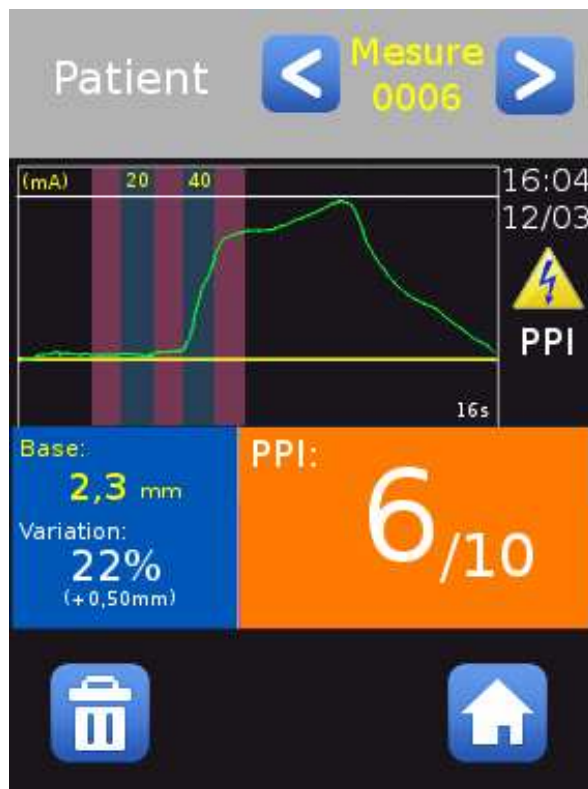 Patient
<
Mesure
0006
>
(mA) 20 40
16:04
12/03
PPI
16s
Base:
2,3 mm
Variation:
22%
(+0,50mm)
PPI:
6/10